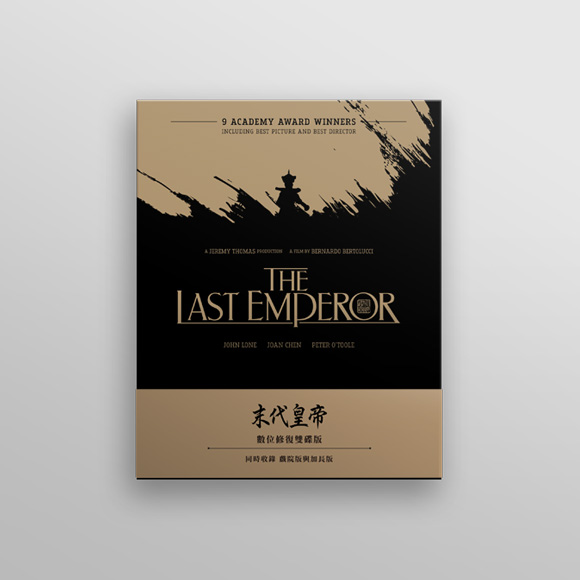 9 ACADEMY AWARD WINNERS
INCLUDING BEST PICTURE AND BEST DIRECTOR
A JEREMY THOMAS PRODUCTION A FILM BY BERNARDO BERTOLUCCI
THE
LAST EMPEROR
JOHN LONE JOAN CHEN PETER O'TOOLE
末代皇帝
數位修復雙碟版
同時收錄 戲院版與加長版